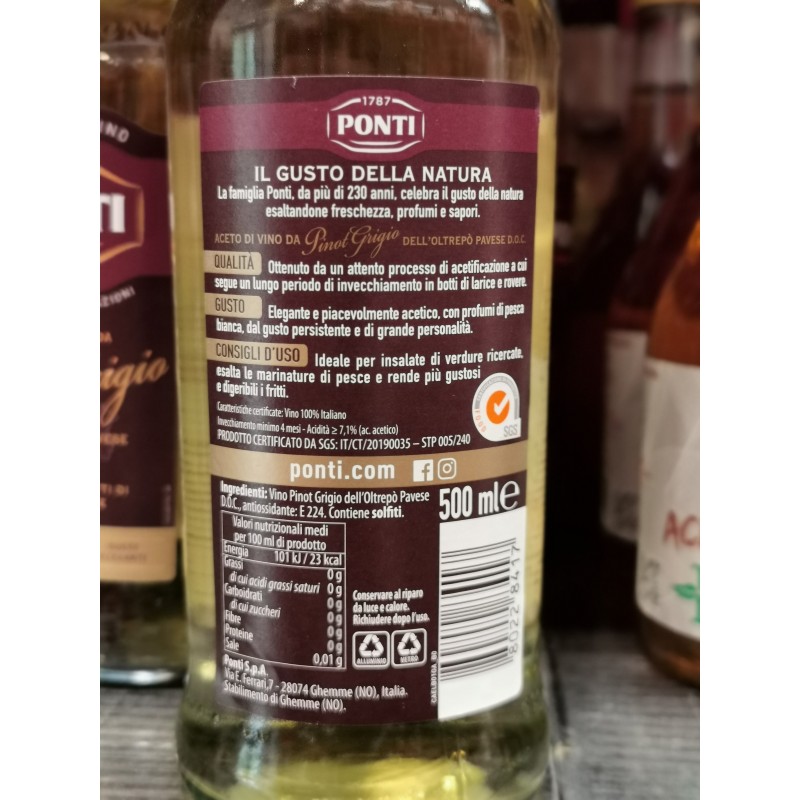 1787
PONTI
IL GUSTO DELLA NATURA
La famiglia Ponti, da più di 230 anni, celebra il gusto della natura
esaltandone freschezza, profumi e sapori.
ACETO DI VINO DA Pinot Grigio DELL'OLTREPÒ PAVESE D.O.C.
QUALITÀ Ottenuto da un attento processo di acetificazione a cui
segue un lungo periodo di invecchiamento in botti di larice e rovere.
GUSTO Elegante e piacevolmente acetico, con profumi di pesca
bianca, dal gusto persistente e di grande personalità.
CONSIGLI D'USO Ideale per insalate di verdure ricercate,
esalta le marinature di pesce e rende più gustosi
e digeribili i fritti.
Caratteristiche certificate: Vino 100% Italiano
Invecchiamento minimo 4 mesi - Acidità ≥ 7,1% (ac. acetico)
PRODOTTO CERTIFICATO DA SGS: IT/CT/20190035 – STP 005/240
SGS
ponti.com
Ingredienti: Vino Pinot Grigio dell'Oltrepò Pavese
D.O.C., antiossidante: E 224. Contiene solfiti.
500 ml e
Valori nutrizionali medi
per 100 ml di prodotto
Energia 101 kJ / 23 kcal
Grassi 0 g
di cui acidi grassi saturi 0 g
Carboidrati 0 g
di cui zuccheri 0 g
Fibre 0 g
Proteine 0 g
Sale 0,01 g
Conservare al riparo
da luce e calore.
Richiudere dopo l'uso.
ALLUMINIO
VETRO
Ponti S.p.A.
Via E. Ferrari,7 - 28074 Ghemme (NO), Italia.
Stabilimento di Ghemme (NO).
80228417